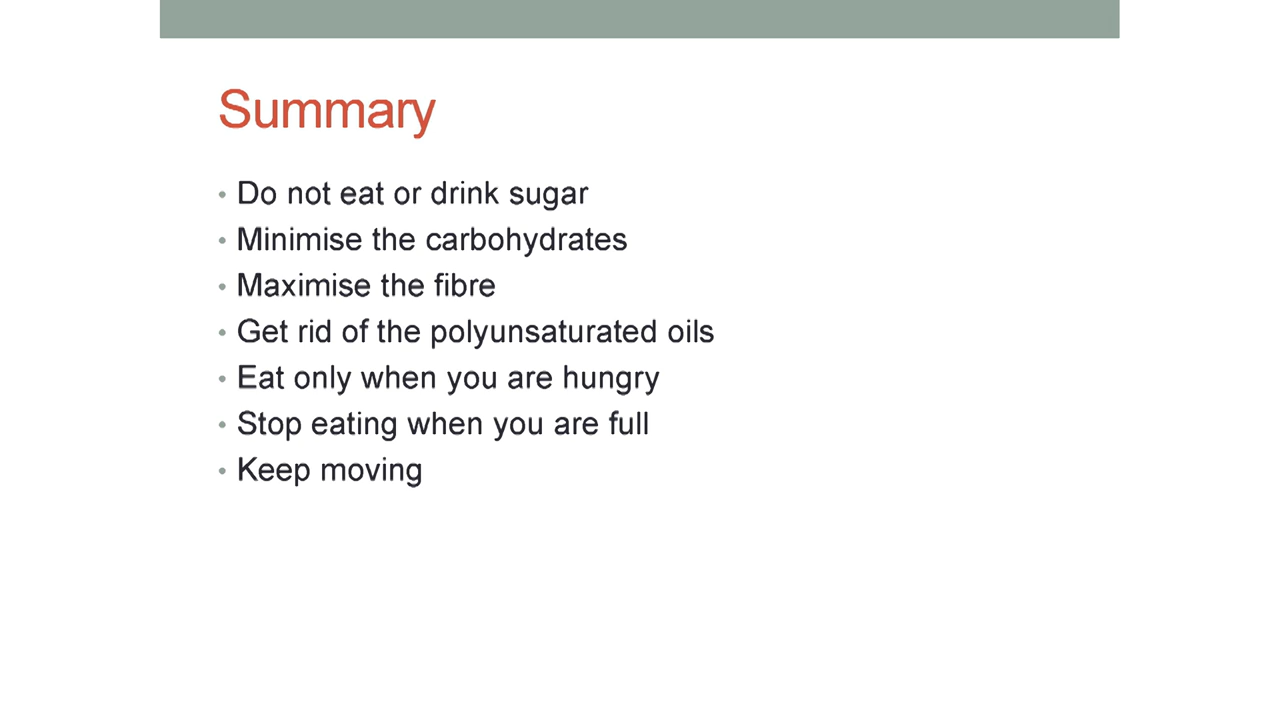 Summary
• Do not eat or drink sugar
• Minimise the carbohydrates
• Maximise the fibre
• Get rid of the polyunsaturated oils
• Eat only when you are hungry
• Stop eating when you are full
• Keep moving